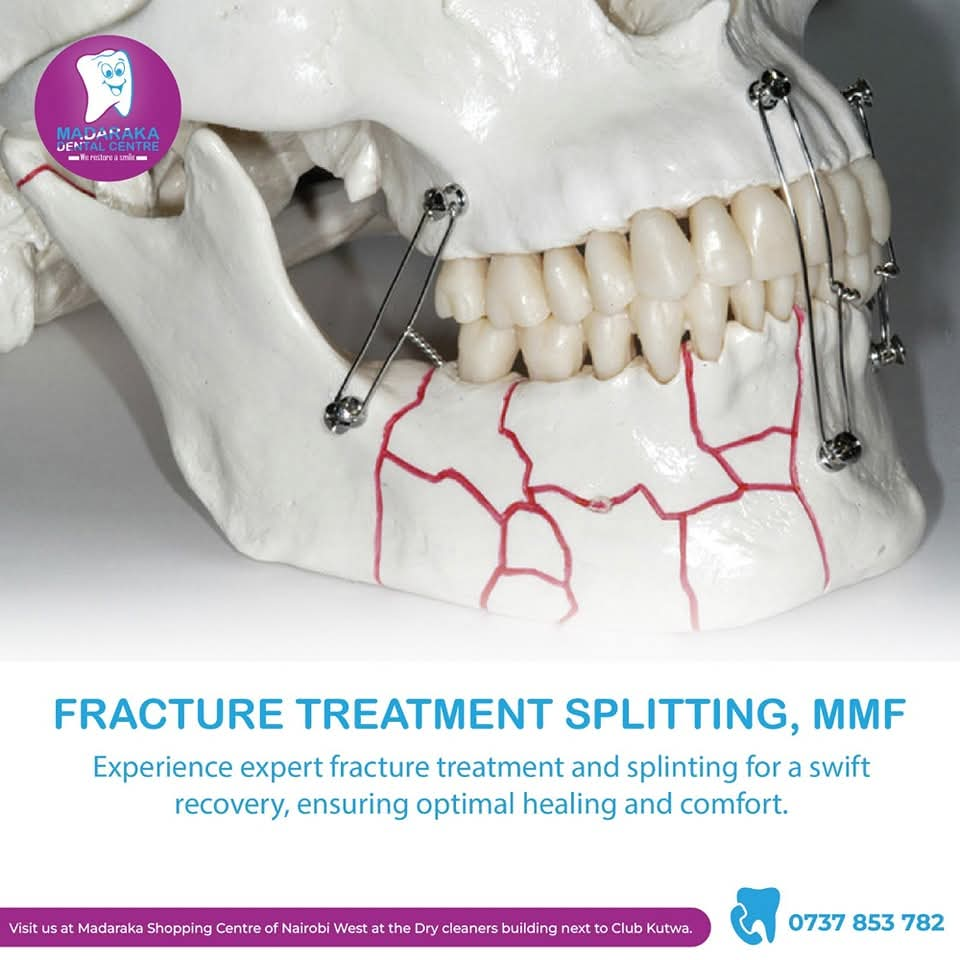 MADARAKA
DENTAL CENTRE
We restore a smile
FRACTURE TREATMENT SPLITTING, MMF
Experience expert fracture treatment and splinting for a swift
recovery, ensuring optimal healing and comfort.
Visit us at Madaraka Shopping Centre of Nairobi West at the Dry cleaners building next to Club Kutwa.
0737 853 782